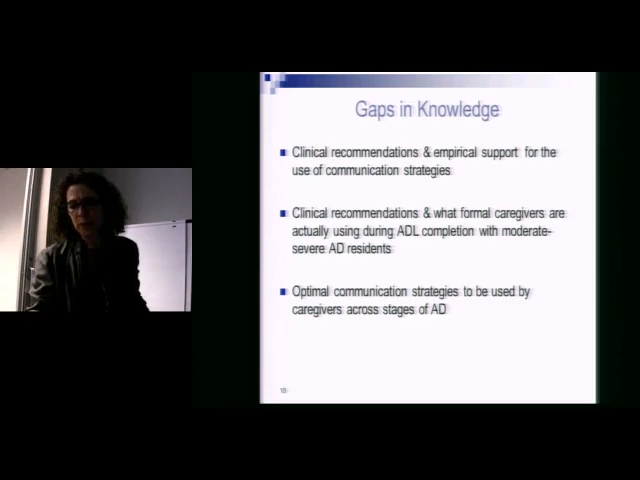 Gaps in Knowledge
Clinical recommendations & empirical support for the
use of communication strategies
Clinical recommendations & what formal caregivers are
actually using during ADL completion with moderate-
severe AD residents
Optimal communication strategies to be used by
caregivers across stages of AD